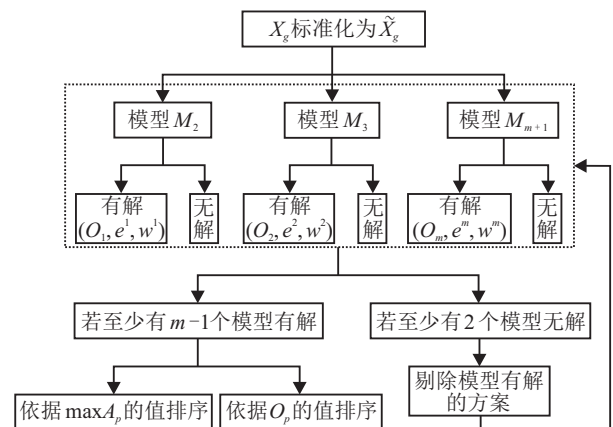 X_g标准化为X̃_g
模型M_2
模型M_3
模型M_{m+1}
有解
(O_1, e^1, w^1)
无
解
有解
(O_2, e^2, w^2)
无
解
有解
(O_m, e^m, w^m)
无
解
若至少有m-1个模型有解
若至少有2个模型无解
依据maxA_p的值排序
依据O_p的值排序
剔除模型有解
的方案